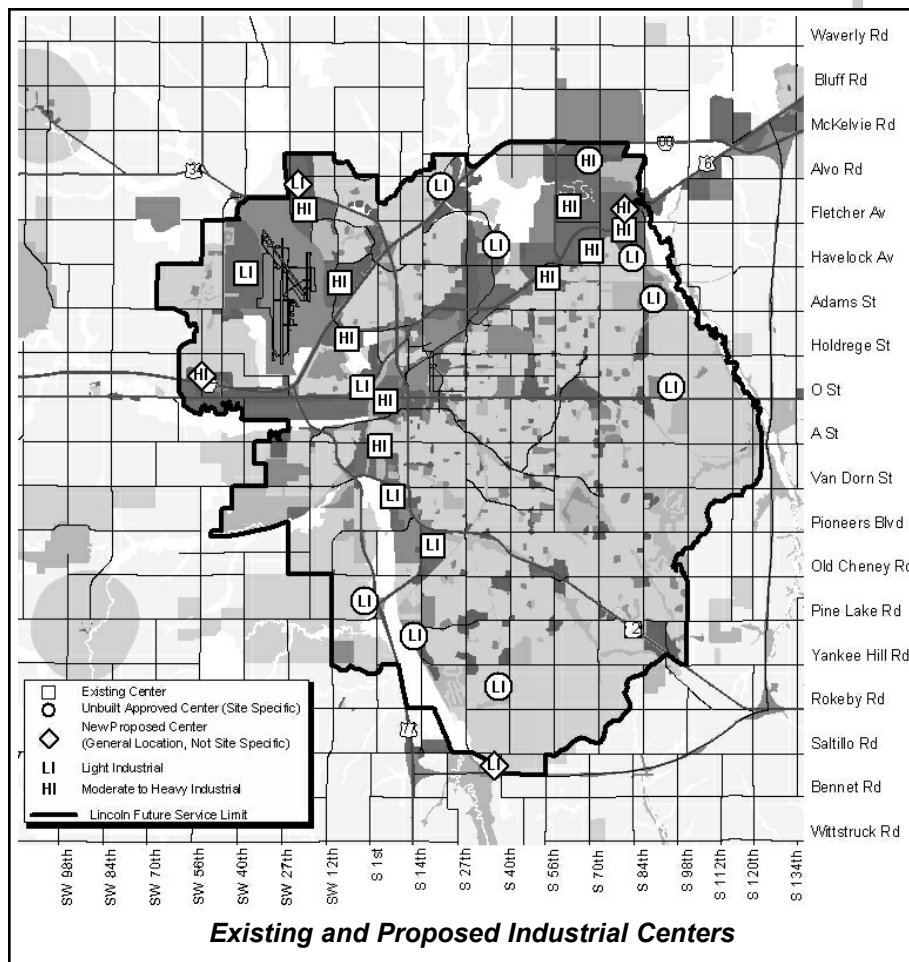 Waverly Rd
Bluff Rd
McKelvie Rd
Alvo Rd
Fletcher Av
Havelock Av
Adams St
Holdrege St
O St
A St
Van Dorn St
Pioneers Blvd
Old Cheney Rd
Pine Lake Rd
Yankee Hill Rd
Rokeby Rd
Saltillo Rd
Bennet Rd
Wittstruck Rd
34
6
HI
LI
LI
HI
HI
HI
HI
LI
HI
LI
LI
HI
HI
LI
HI
HI
LI
LI
HI
HI
LI
LI
LI
LI
2
LI
77
LI
Existing Center
Unbuilt Approved Center (Site Specific)
New Proposed Center
(General Location, Not Site Specific)
LI Light Industrial
HI Moderate to Heavy Industrial
Lincoln Future Service Limit
SW 98th
SW 84th
SW 70th
SW 56th
SW 40th
SW 27th
SW 12th
S 1st
S 14th
S 27th
S 40th
S 56th
S 70th
S 84th
S 98th
S 112th
S 120th
S 134th
Existing and Proposed Industrial Centers